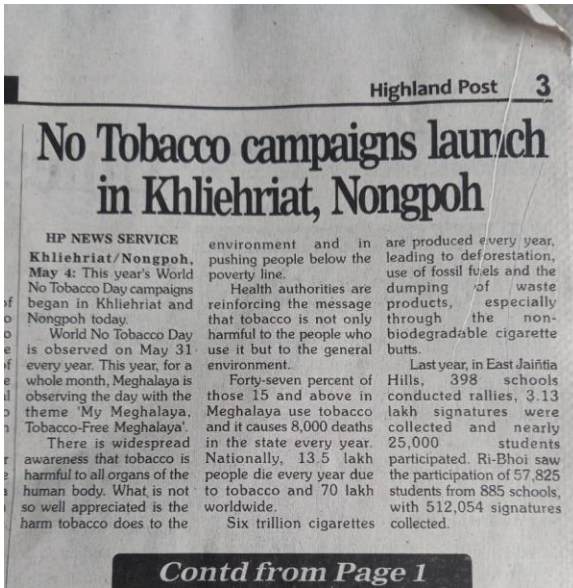 Highland Post 3
No Tobacco campaigns launch
in Khliehriat, Nongpoh
HP NEWS SERVICE
Khliehriat/Nongpoh,
May 4: This year's World
No Tobacco Day campaigns
began in Khliehriat and
Nongpoh today.
World No Tobacco Day
is observed on May 31
every year. This year, for a
whole month, Meghalaya is
observing the day with the
theme 'My Meghalaya,
Tobacco-Free Meghalaya'.
There is widespread
awareness that tobacco is
harmful to all organs of the
human body. What is not
so well appreciated is the
harm tobacco does to the
environment and in
pushing people below the
poverty line.
Health authorities are
reinforcing the message
that tobacco is not only
harmful to the people who
use it but to the general
environment.
Forty-seven percent of
those 15 and above in
Meghalaya use tobacco
and it causes 8,000 deaths
in the state every year.
Nationally, 13.5 lakh
people die every year due
to tobacco and 70 lakh
worldwide.
Six trillion cigarettes
are produced every year,
leading to deforestation,
use of fossil fuels and the
dumping of waste
products, especially
through the non-
biodegradable cigarette
butts.
Last year, in East Jaiñtia
Hills, 398 schools
conducted rallies, 3.13
lakh signatures were
collected and nearly
25,000 students
participated. Ri-Bhoi saw
the participation of 57,825
students from 885 schools,
with 512,054 signatures
collected.
Contd from Page 1